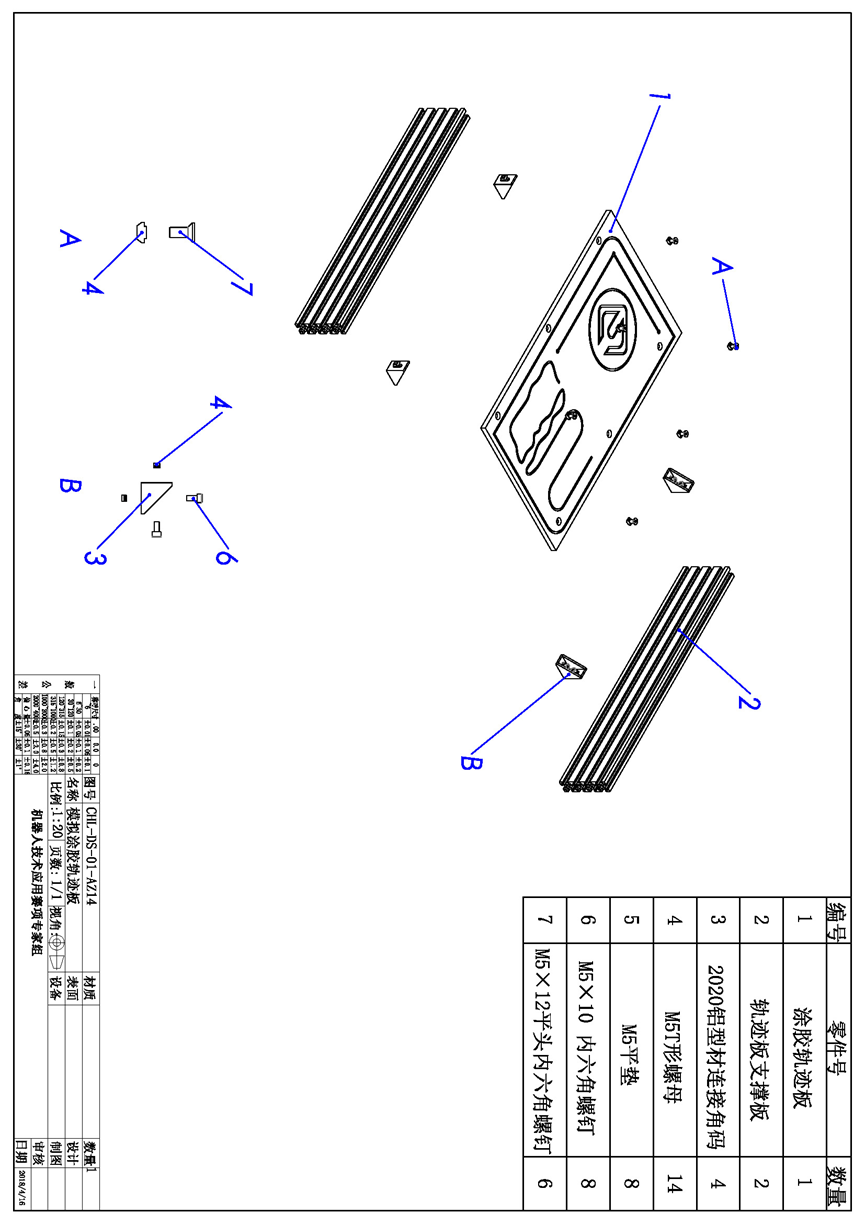 1
A
2
B
A
4
7
B
4
3
6
编号 零件号 数量
1 涂胶轨迹板 1
2 轨迹板支撑板 2
3 2020铝型材连接角码 4
4 M5T形螺母 14
5 M5平垫 8
6 M5×10 内六角螺钉 8
7 M5×12平头内六角螺钉 6
一般公差
图号 CHL-DS-01-AZ14 材质 数量 1
名称 模拟涂胶轨迹板 表面 设计
比例:1:20 页数: 1/1 视角: 设备 制图
机器人技术应用赛项专家组 审核
日期 2018/4/16